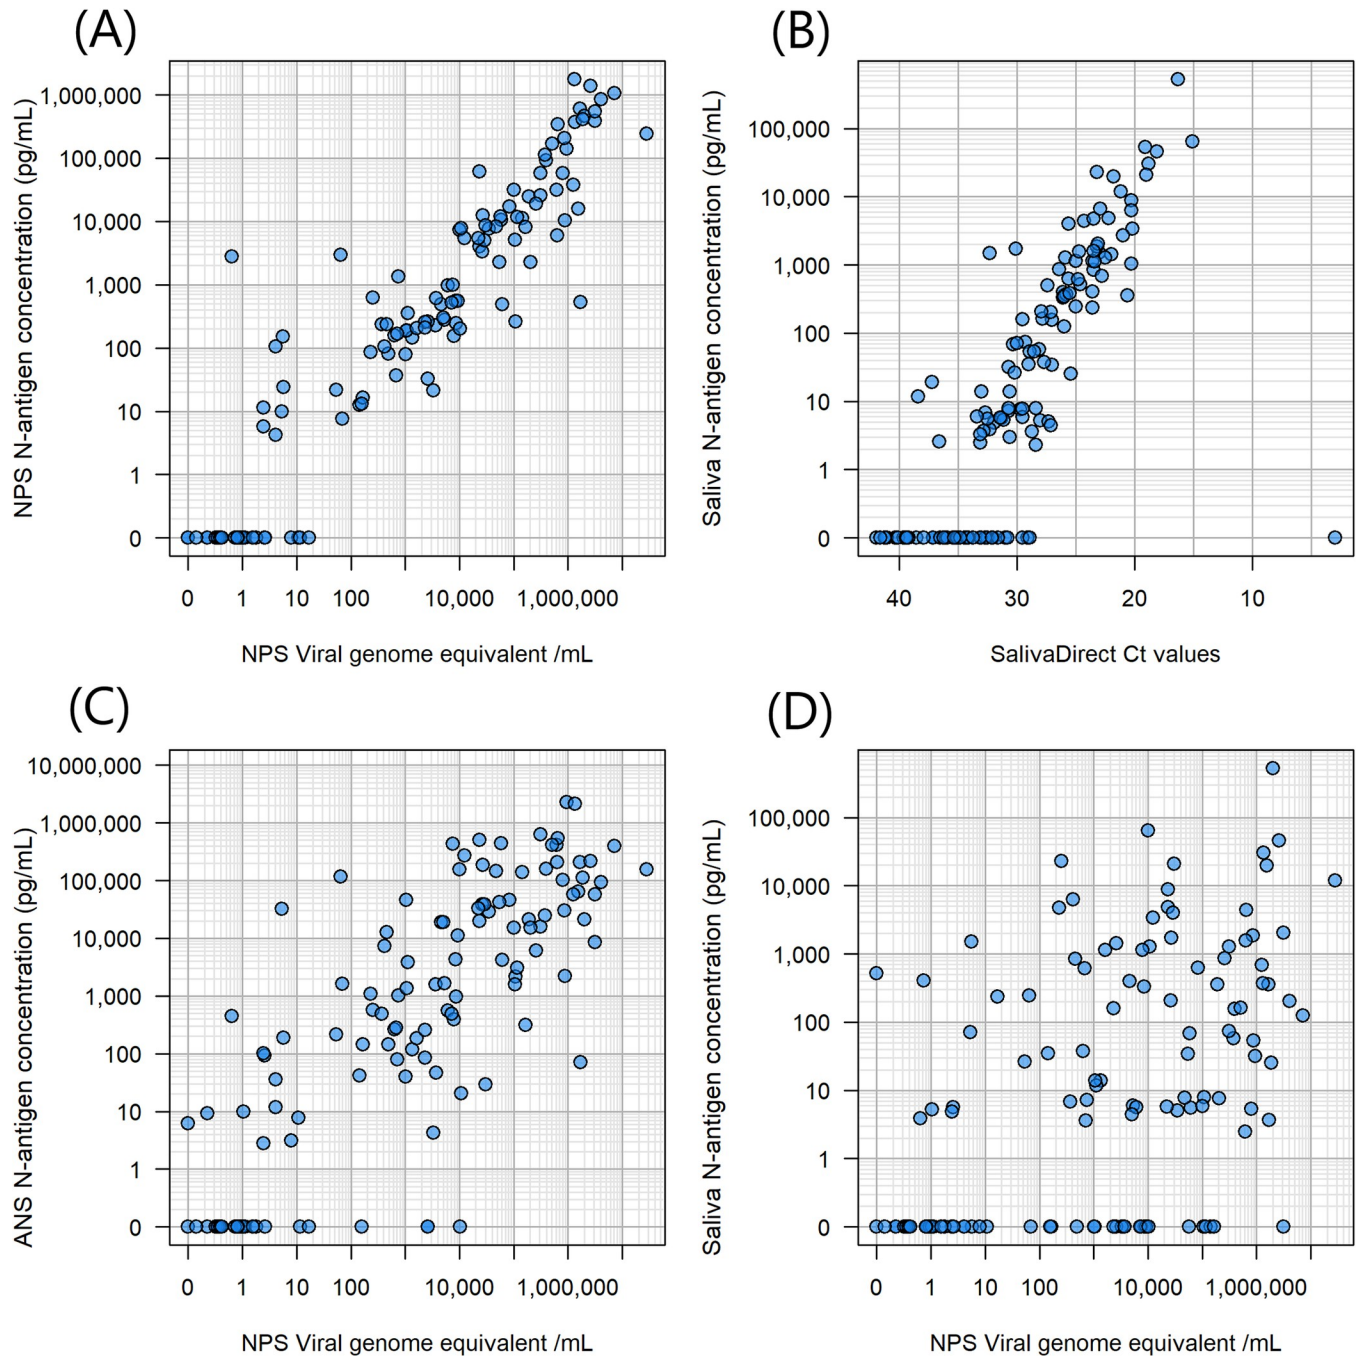 (A)
NPS N-antigen concentration (pg/mL)
1,000,000
100,000
10,000
1,000
100
10
1
0
0 1 10 100 10,000 1,000,000
NPS Viral genome equivalent /mL
(B)
Saliva N-antigen concentration (pg/mL)
100,000
10,000
1,000
100
10
1
0
40 30 20 10
SalivaDirect Ct values
(C)
ANS N-antigen concentration (pg/mL)
10,000,000
1,000,000
100,000
10,000
1,000
100
10
1
0
0 1 10 100 10,000 1,000,000
NPS Viral genome equivalent /mL
(D)
Saliva N-antigen concentration (pg/mL)
100,000
10,000
1,000
100
10
1
0
0 1 10 100 10,000 1,000,000
NPS Viral genome equivalent /mL